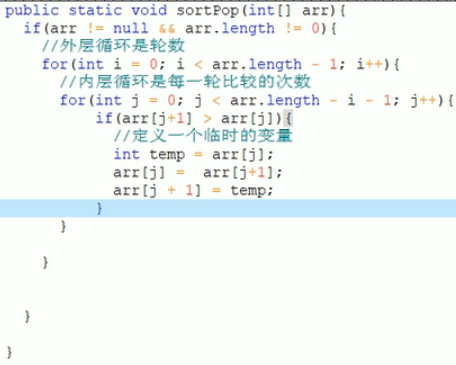 public static void sortPop(int[] arr){
if(arr != null && arr.length != 0){
//外层循环是轮数
for(int i = 0; i < arr.length - 1; i++){
//内层循环是每一轮比较的次数
for(int j = 0; j < arr.length - i - 1; j++){
if(arr[j+1] > arr[j]){
//定义一个临时的变量
int temp = arr[j];
arr[j] =  arr[j+1];
arr[j + 1] = temp;
}
}
}
}
}